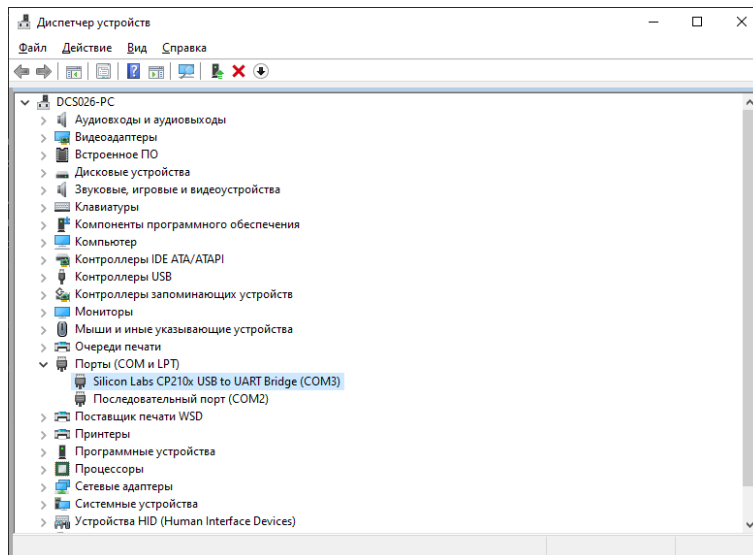 Диспетчер устройств
Файл Действие Вид Справка
DCS026-PC
Аудиовходы и аудиовыходы
Видеоадаптеры
Встроенное ПО
Дисковые устройства
Звуковые, игровые и видеоустройства
Клавиатуры
Компоненты программного обеспечения
Компьютер
Контроллеры IDE ATA/ATAPI
Контроллеры USB
Контроллеры запоминающих устройств
Мониторы
Мыши и иные указывающие устройства
Очереди печати
Порты (COM и LPT)
Silicon Labs CP210x USB to UART Bridge (COM3)
Последовательный порт (COM2)
Поставщик печати WSD
Принтеры
Программные устройства
Процессоры
Сетевые адаптеры
Системные устройства
Устройства HID (Human Interface Devices)